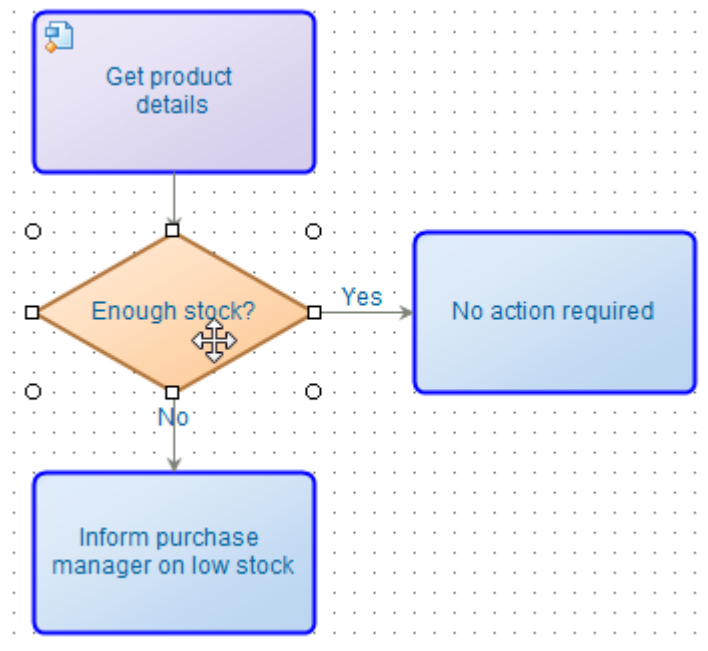 Get product
details
Enough stock?
Yes
No action required
No
Inform purchase
manager on low stock